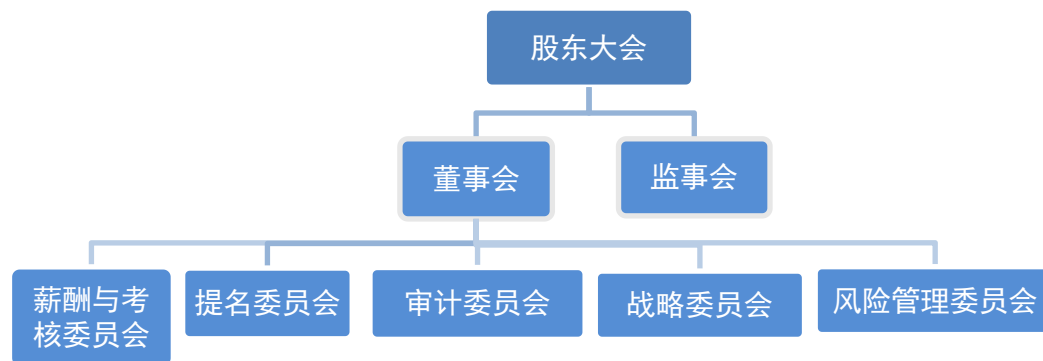 股东大会
董事会
监事会
薪酬与考
核委员会
提名委员会
审计委员会
战略委员会
风险管理委员会